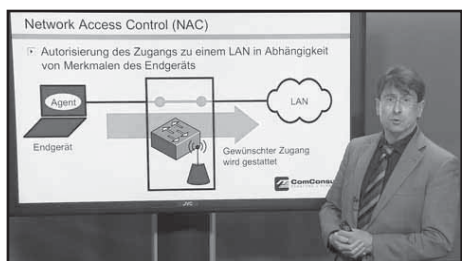 Network Access Control (NAC)
Autorisierung des Zugangs zu einem LAN in Abhängigkeit
von Merkmalen des Endgeräts
Agent
LAN
Endgerät
Gewünschter Zugang
wird gestattet
ComConsult
JVC